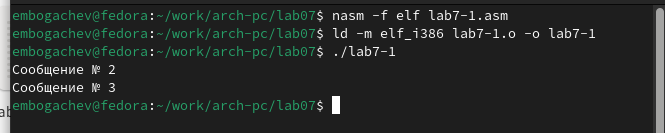 embogachev@fedora:~/work/arch-pc/lab07$ nasm -f elf lab7-1.asm
embogachev@fedora:~/work/arch-pc/lab07$ ld -m elf_i386 lab7-1.o -o lab7-1
embogachev@fedora:~/work/arch-pc/lab07$ ./lab7-1
Сообщение № 2
Сообщение № 3
embogachev@fedora:~/work/arch-pc/lab07$